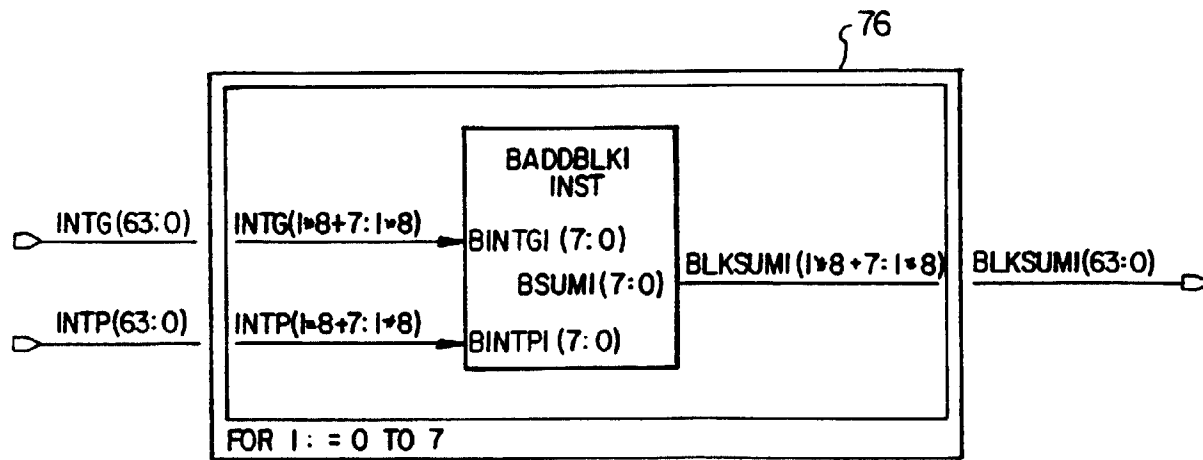 76
BADDBLKI
INST
INTG(63:0)
INTG(I*8+7:I*8)
BINTGI(7:0)
BSUMI(7:0)
BLKSUMI(I*8+7:I*8)
BLKSUMI(63:0)
INTP(63:0)
INTP(I*8+7:I*8)
BINTPI(7:0)
FOR I:=0 TO 7